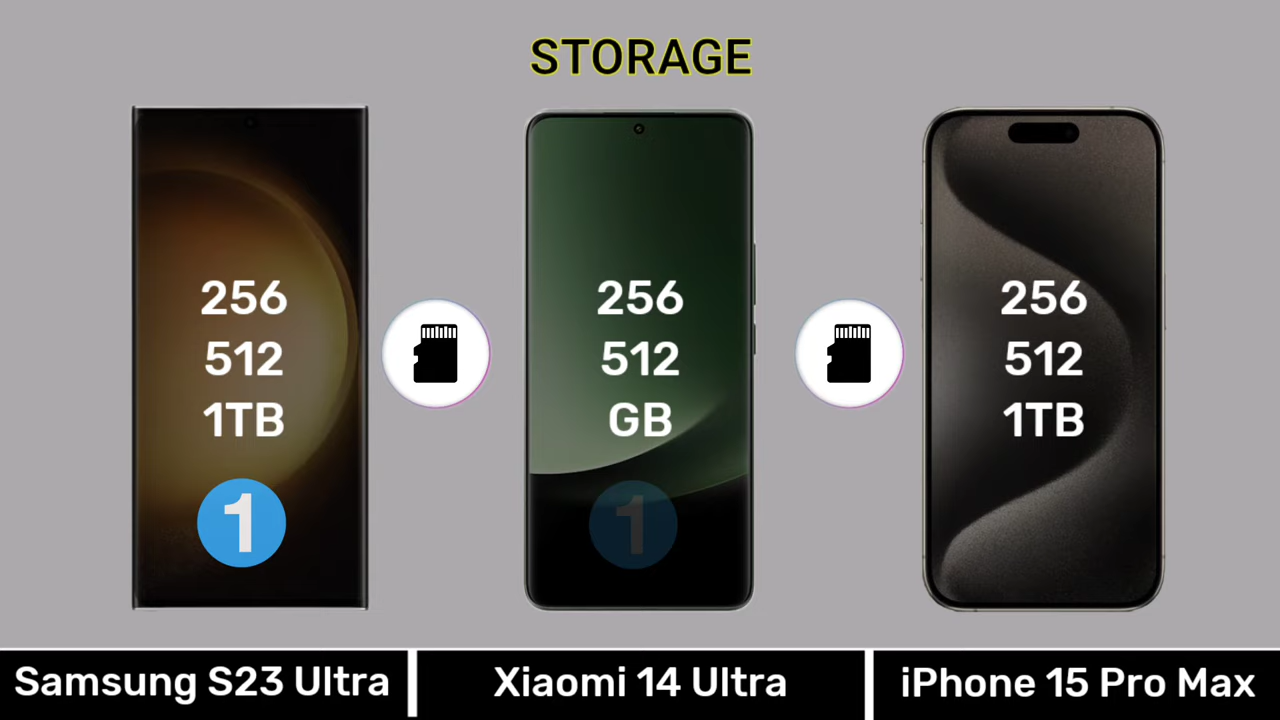 STORAGE
256
512
1TB
1
256
512
GB
1
256
512
1TB
Samsung S23 Ultra
Xiaomi 14 Ultra
iPhone 15 Pro Max